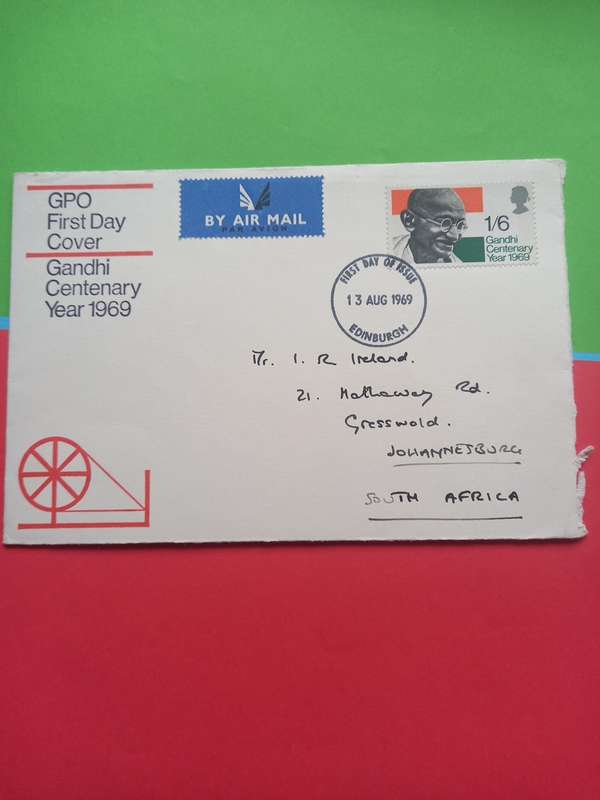 GPO
First Day
Cover
Gandhi
Centenary
Year 1969
BY AIR MAIL
PAR AVION
1/6
Gandhi
Centenary
Year 1969
FIRST DAY OF ISSUE
13 AUG 1969
EDINBURGH
Mr. I. R Ireland.
21. Hathaway Rd.
Gresswold.
JOHANNESBURG
SOUTH AFRICA